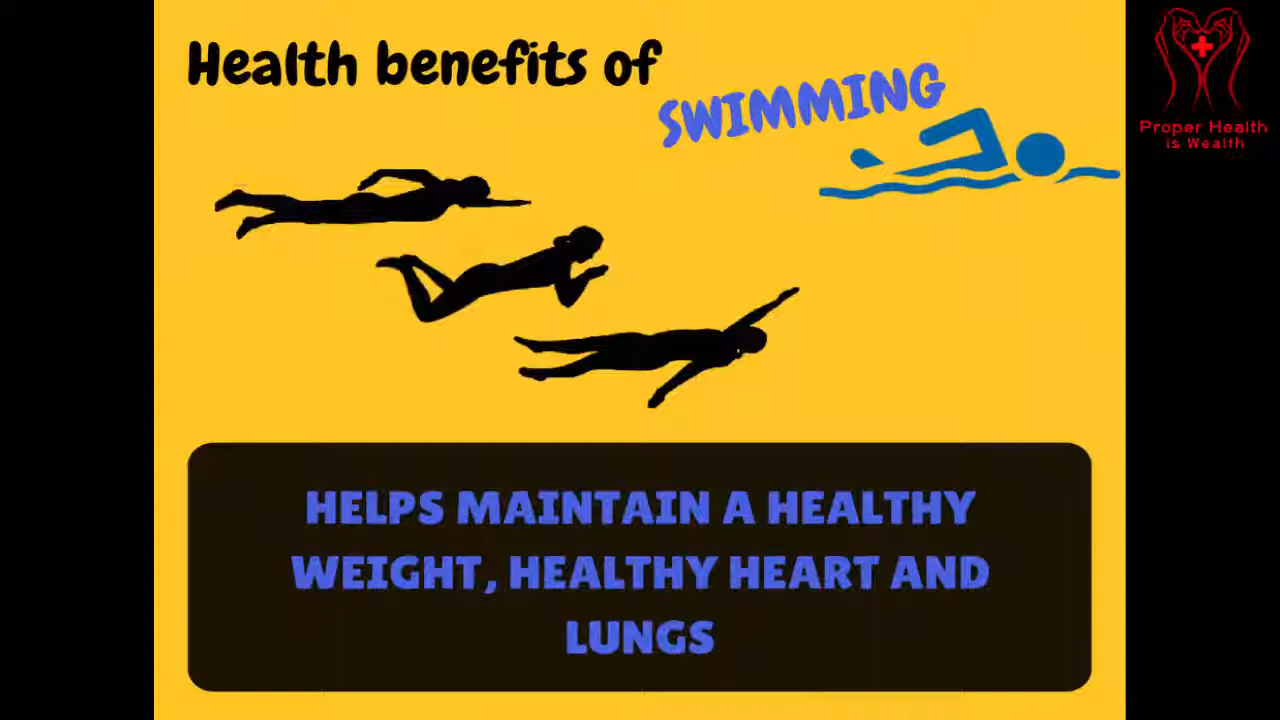 Health benefits of
SWIMMING
Proper Health
is Wealth
HELPS MAINTAIN A HEALTHY
WEIGHT, HEALTHY HEART AND
LUNGS